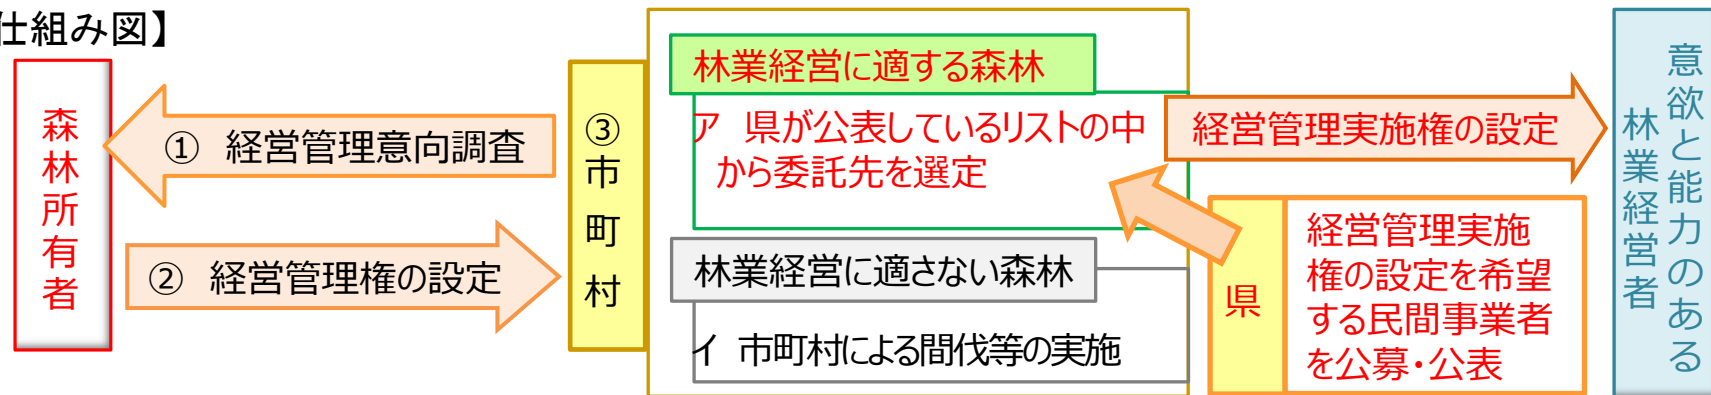 仕組み図】
森林所有者
① 経営管理意向調査
② 経営管理権の設定
③市町村
林業経営に適する森林
ア 県が公表しているリストの中
から委託先を選定
林業経営に適さない森林
イ 市町村による間伐等の実施
経営管理実施権の設定
県
経営管理実施
権の設定を希望
する民間事業者
を公募・公表
意欲と能力のある
林業経営者